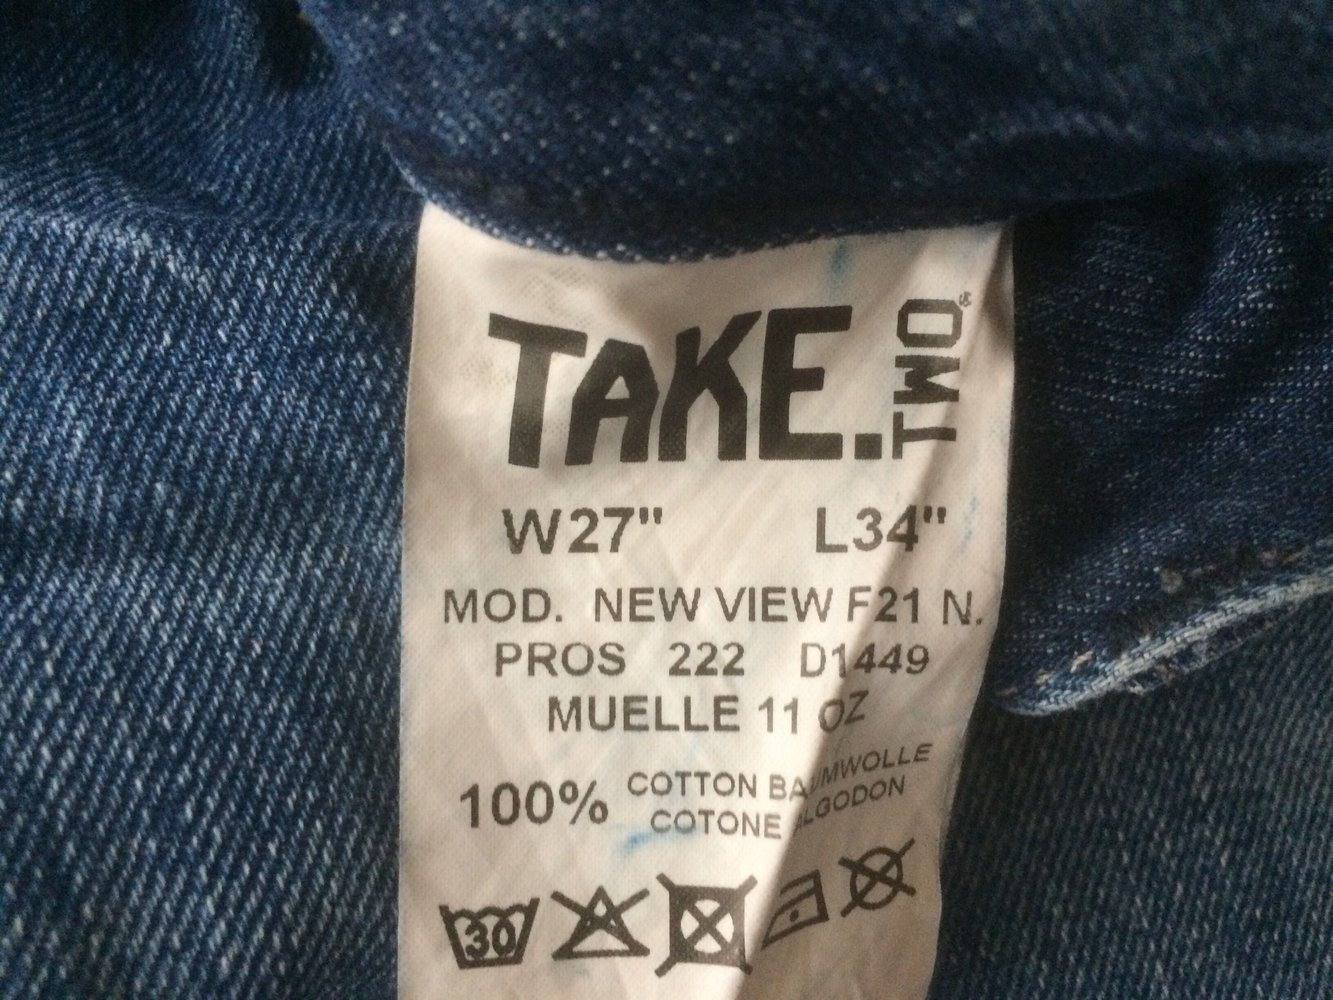 TAKE. TWO®
W27" L34"
MOD. NEW VIEW F21 N.
PROS 222 D1449
MUELLE 11 OZ
100% COTTON BAUMWOLLE
COTONE ALGODON
30